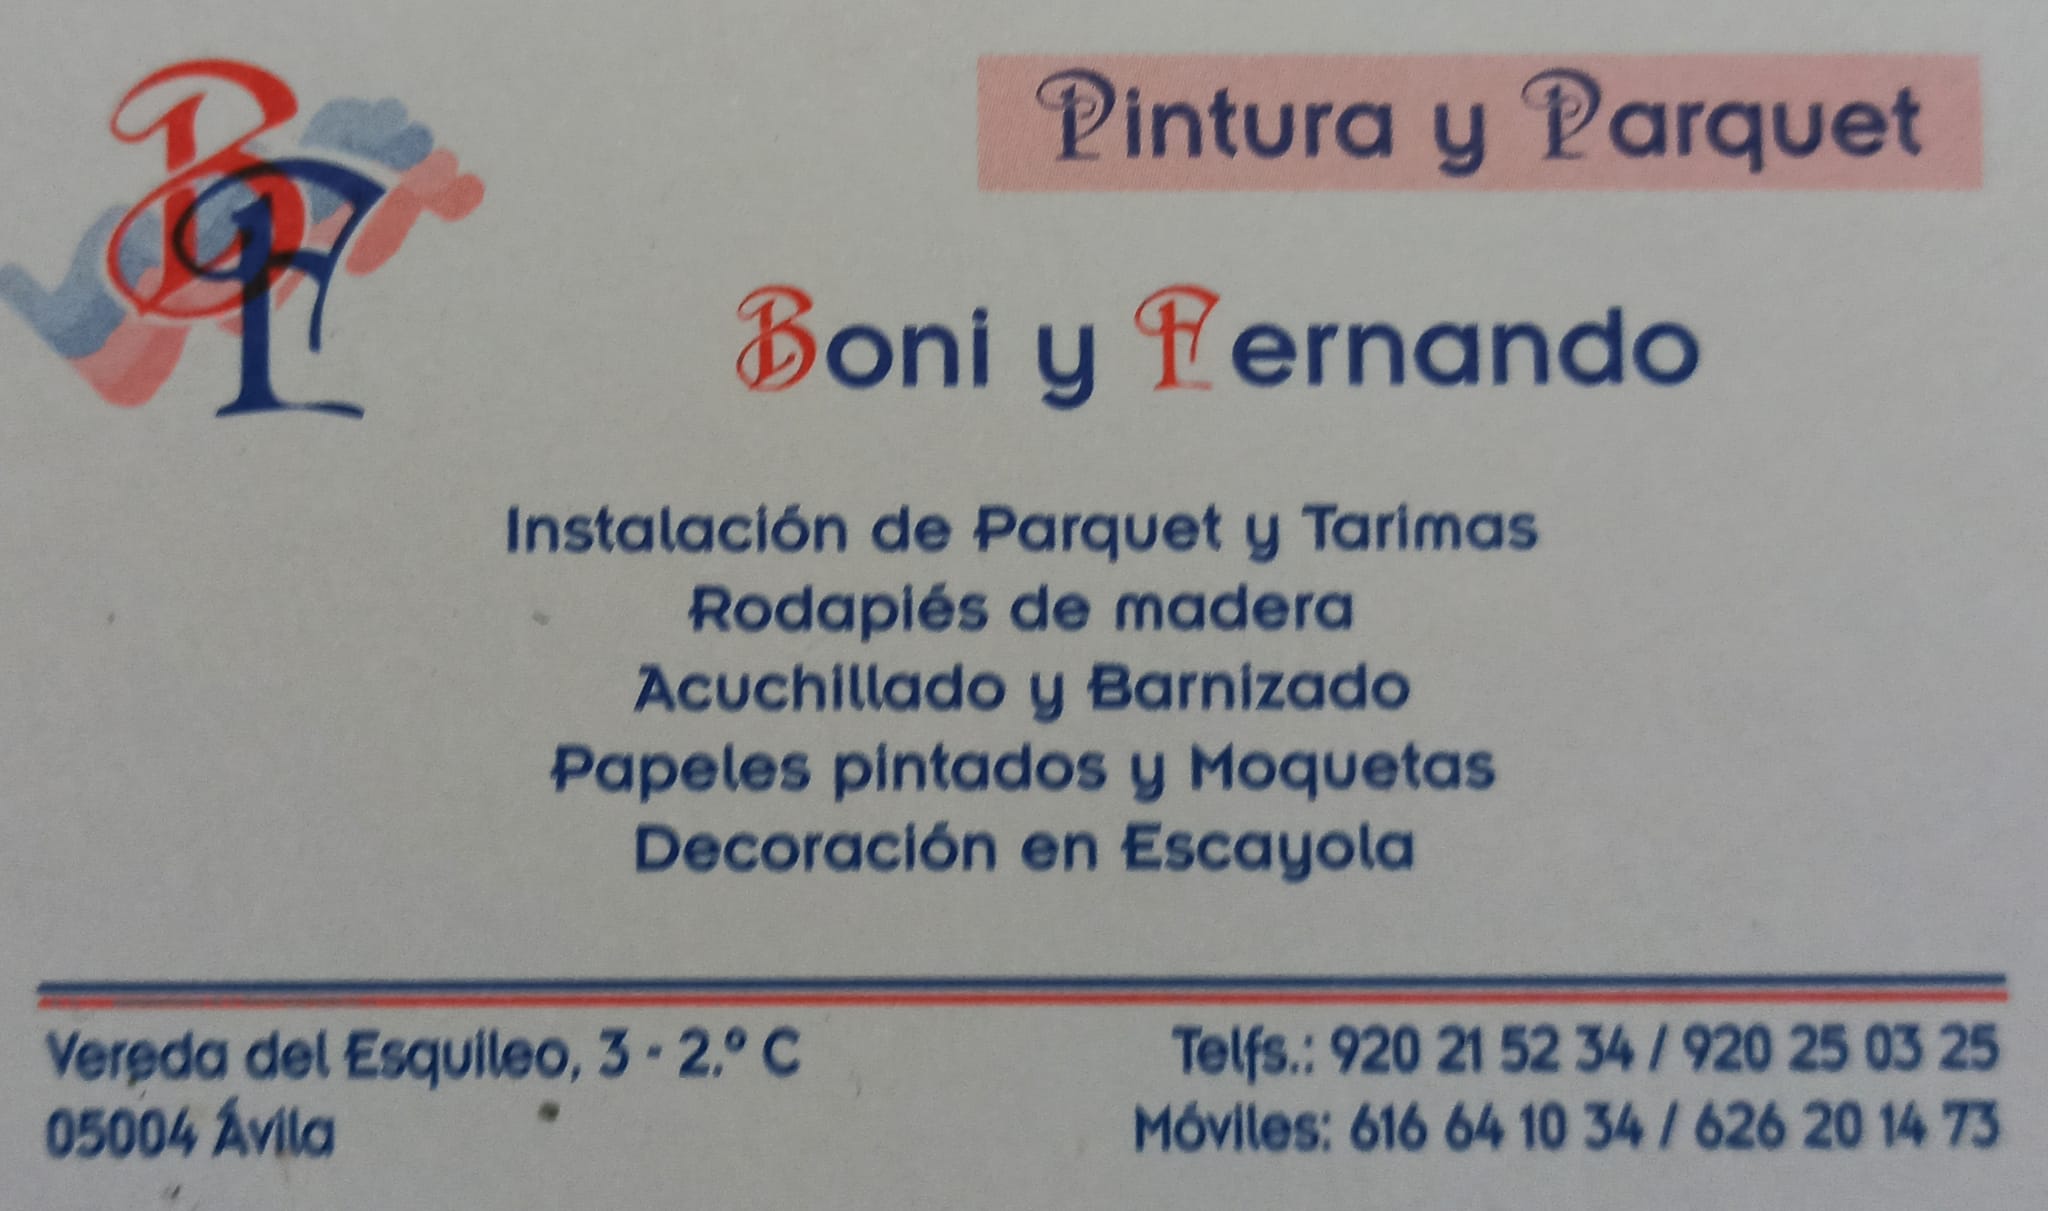 BF
Pintura y Parquet
Boni y Fernando
Instalación de Parquet y Tarimas
Rodapiés de madera
Acuchillado y Barnizado
Papeles pintados y Moquetas
Decoración en Escayola
Vereda del Esquileo, 3 - 2.º C
05004 Ávila
Telfs.: 920 21 52 34 / 920 25 03 25
Móviles: 616 64 10 34 / 626 20 14 73